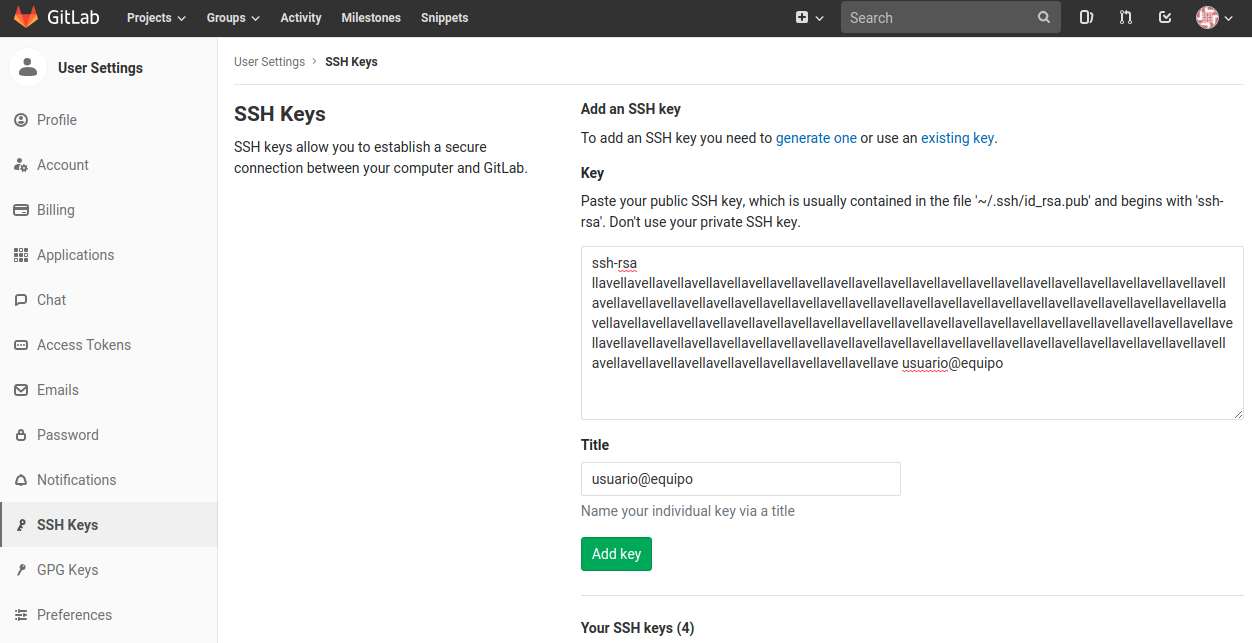 GitLab Projects Groups Activity Milestones Snippets Search
User Settings
Profile
Account
Billing
Applications
Chat
Access Tokens
Emails
Password
Notifications
SSH Keys
GPG Keys
Preferences
User Settings › SSH Keys
SSH Keys
SSH keys allow you to establish a secure
connection between your computer and GitLab.
Add an SSH key
To add an SSH key you need to generate one or use an existing key.
Key
Paste your public SSH key, which is usually contained in the file '~/.ssh/id_rsa.pub' and begins with 'ssh-
rsa'. Don't use your private SSH key.
ssh-rsa
llavellavellavellavellavellavellavellavellavellavellavellavellavellavellavellavellavellavellavellavellavellavell
avellavellavellavellavellavellavellavellavellavellavellavellavellavellavellavellavellavellavellavellavellavella
vellavellavellavellavellavellavellavellavellavellavellavellavellavellavellavellavellavellavellavellavellavellave
llavellavellavellavellavellavellavellavellavellavellavellavellavellavellavellavellavellavellavellavellavellavell
avellavellavellavellavellavellavellavellavellavellave usuario@equipo
Title
usuario@equipo
Name your individual key via a title
Add key
Your SSH keys (4)